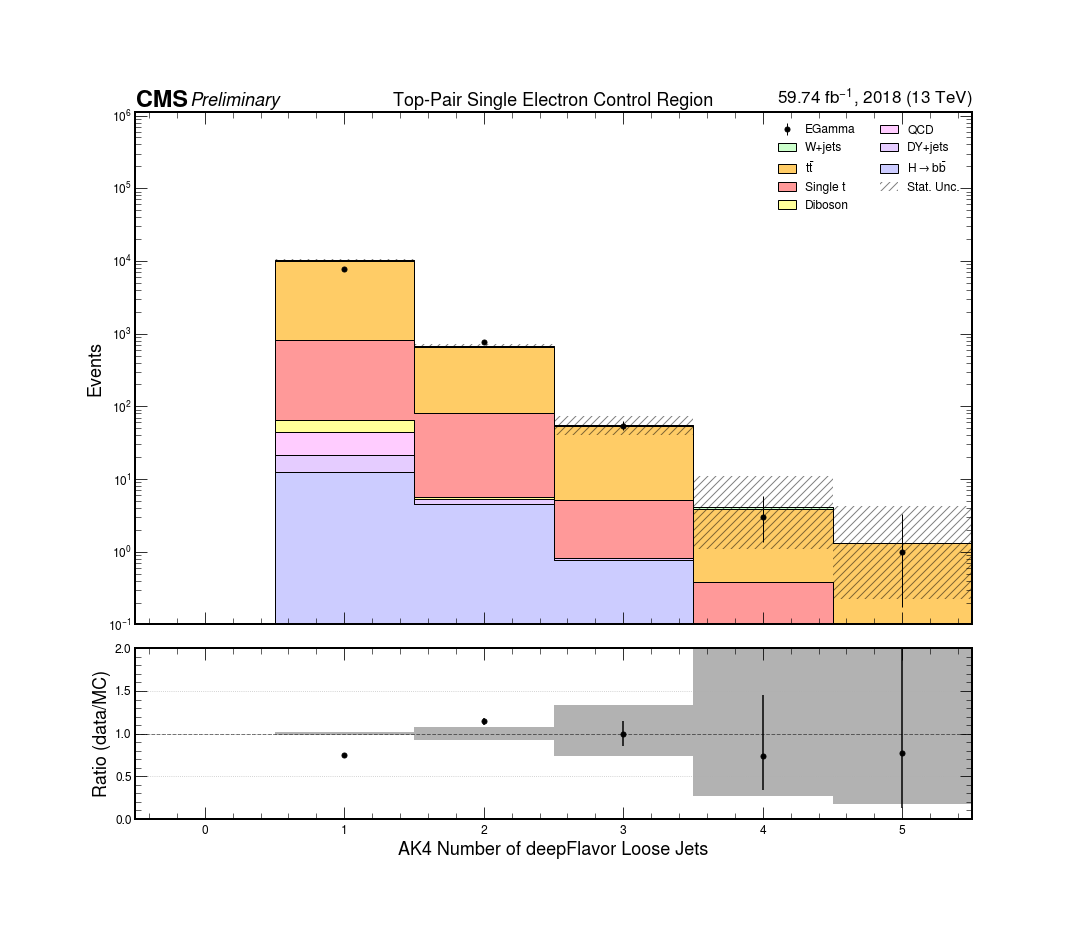 CMS Preliminary Top-Pair Single Electron Control Region 59.74 fb⁻¹, 2018 (13 TeV)
Events
10⁶
10⁵
10⁴
10³
10²
10¹
10⁰
10⁻¹
EGamma
W+jets
tt̄
Single t
Diboson
QCD
DY+jets
H→bb̄
Stat. Unc.
Ratio (data/MC)
2.0
1.5
1.0
0.5
0.0
0 1 2 3 4 5
AK4 Number of deepFlavor Loose Jets